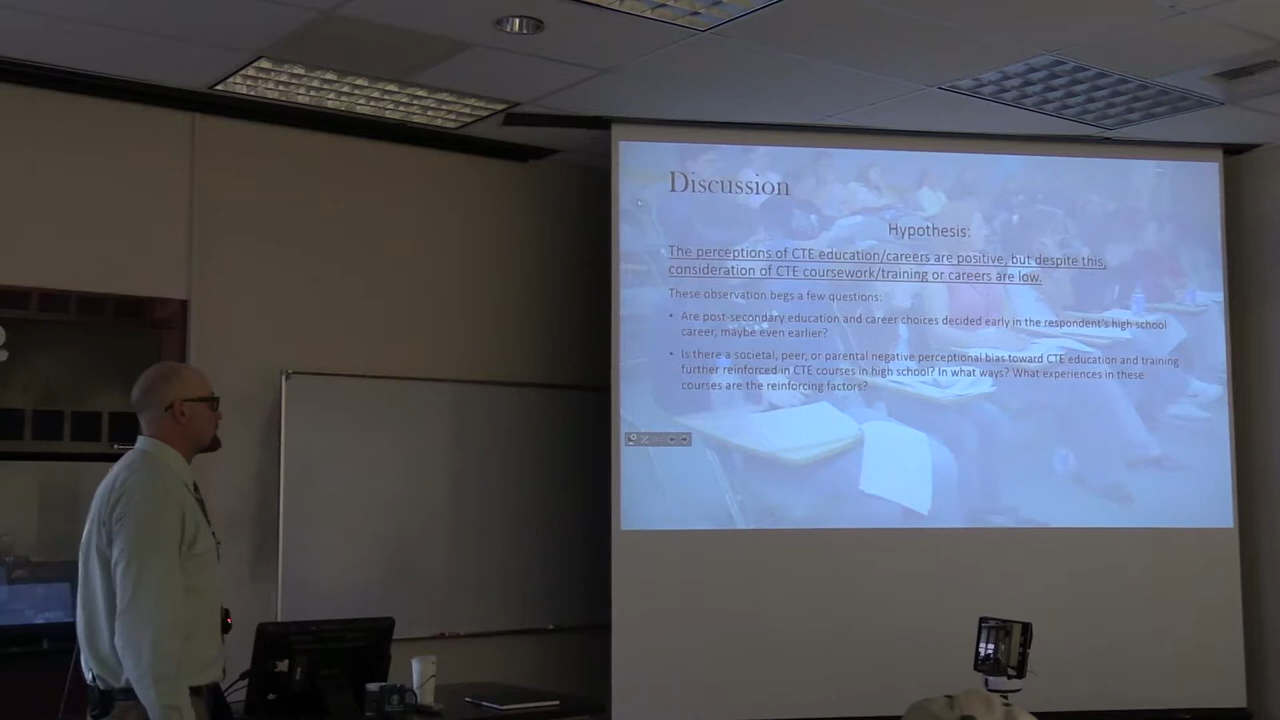 Discussion
Hypothesis:
The perceptions of CTE education/careers are positive, but despite this,
consideration of CTE coursework/training or careers are low.
These observation begs a few questions:
• Are post-secondary education and career choices decided early in the respondent's high school
career, maybe even earlier?
• Is there a societal, peer, or parental negative perceptional bias toward CTE education and training
further reinforced in CTE courses in high school? In what ways? What experiences in these
courses are the reinforcing factors?